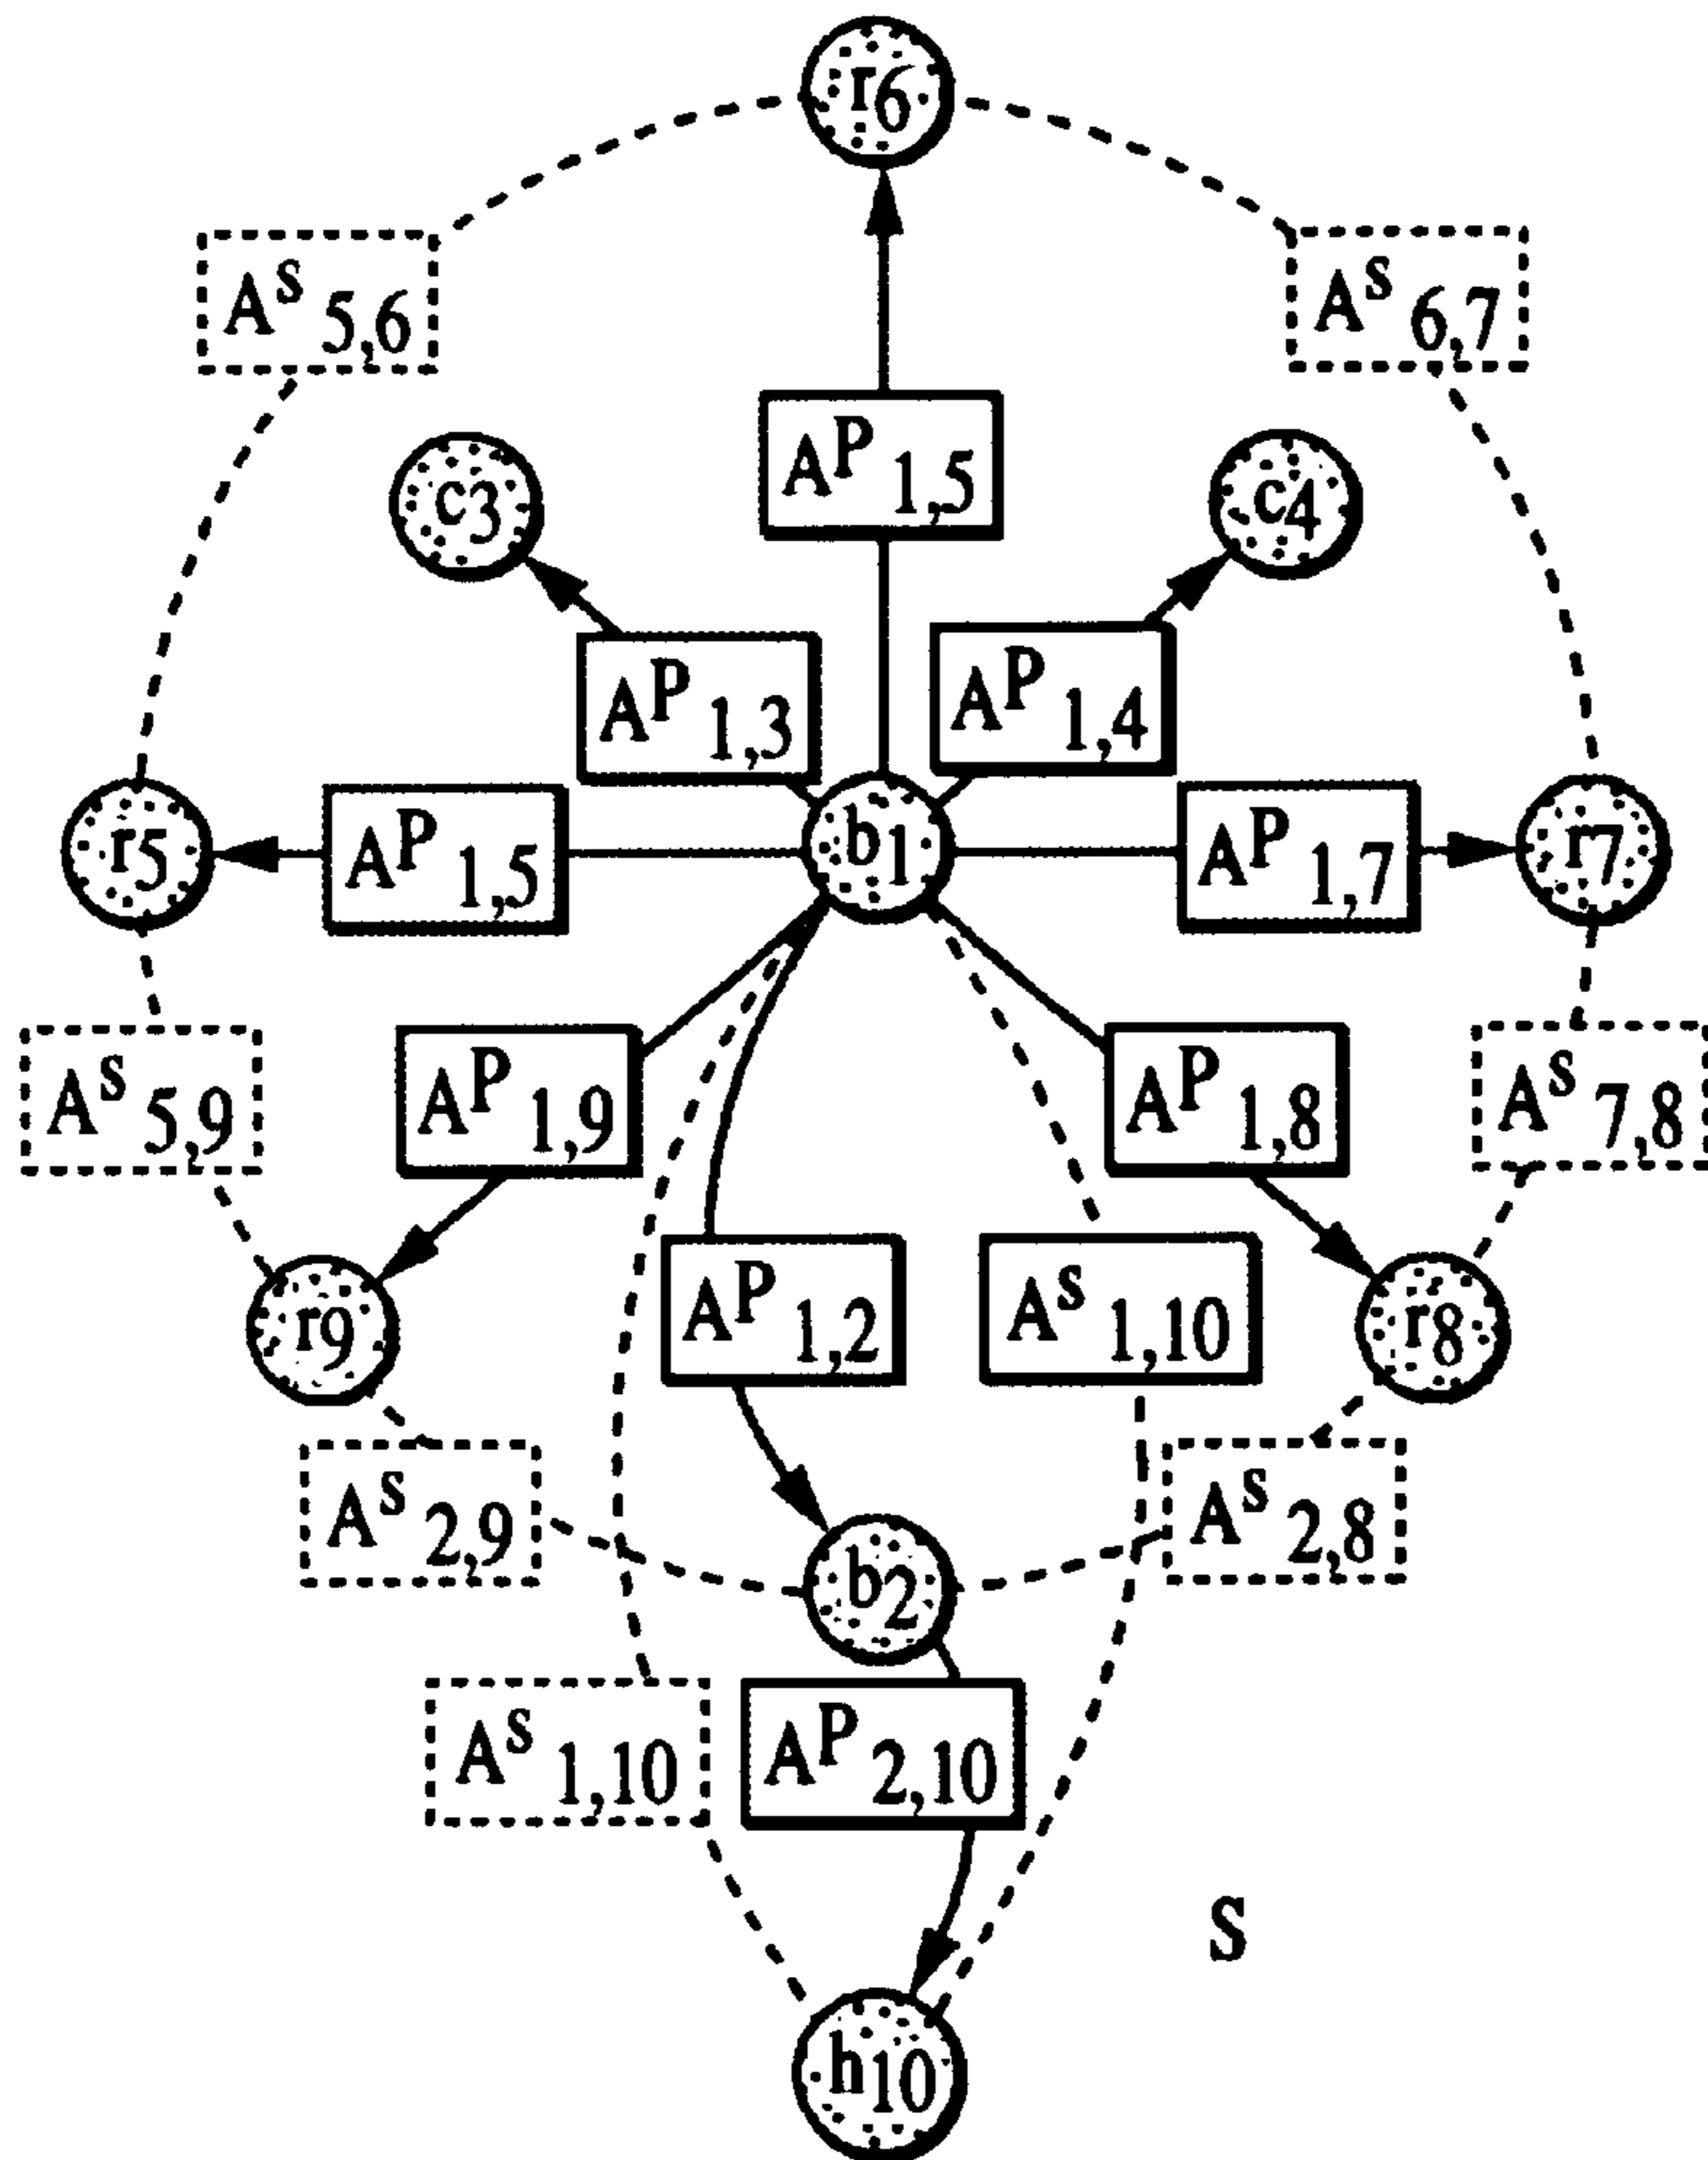 r6
A^S 5,6
A^S 6,7
A^P 1,5
c3
c4
A^P 1,3
A^P 1,4
r5
A^P 1,5
b1
A^P 1,7
r7
A^S 5,9
A^P 1,9
A^P 1,8
A^S 7,8
r9
A^P 1,2
A^S 1,10
r8
A^S 2,9
A^S 2,8
b2
A^S 1,10
A^P 2,10
S
h10